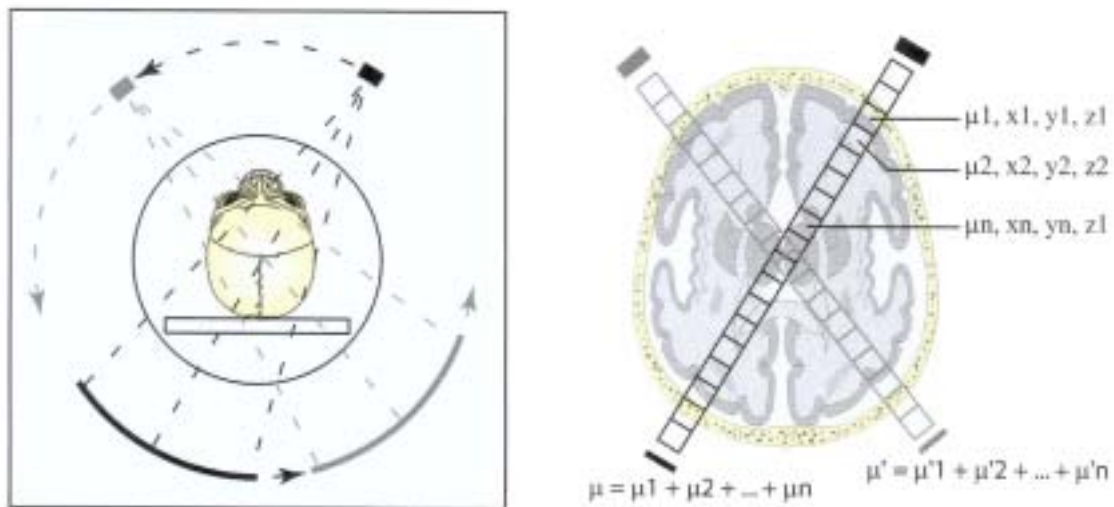 μ1, x1, y1, z1
μ2, x2, y2, z2
μn, xn, yn, z1
μ = μ1 + μ2 + ... + μn
μ' = μ'1 + μ'2 + ... + μ'n